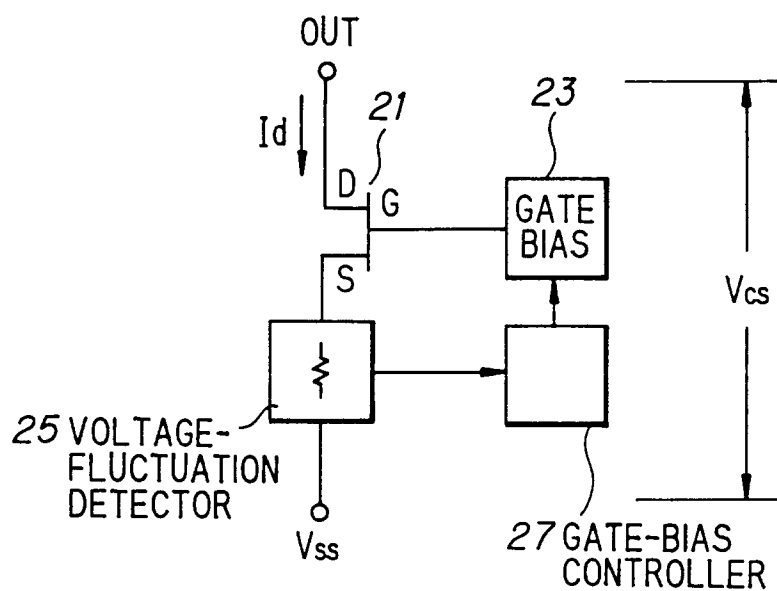 OUT
21
23
Id
D
G
GATE
BIAS
S
Vcs
25 VOLTAGE-
FLUCTUATION
DETECTOR
Vss
27 GATE-BIAS
CONTROLLER